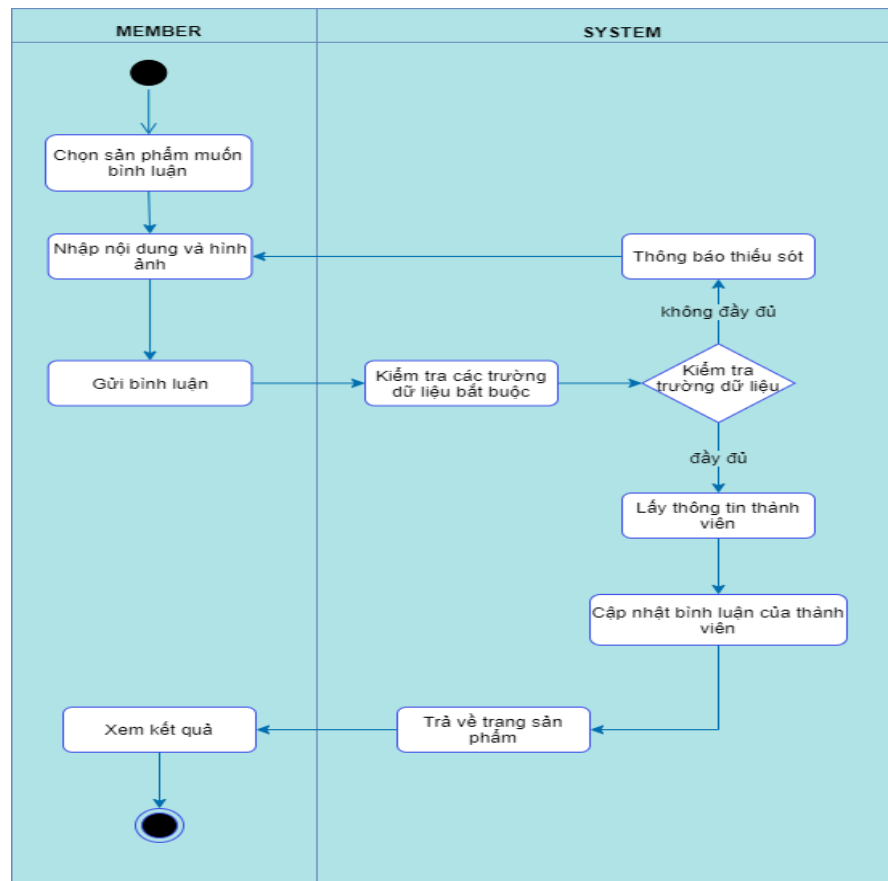 MEMBER
SYSTEM
Chọn sản phẩm muốn
bình luận
Nhập nội dung và hình
ảnh
Thông báo thiếu sót
không đầy đủ
Gửi bình luận
Kiểm tra các trường
dữ liệu bắt buộc
Kiểm tra
trường dữ liệu
đầy đủ
Lấy thông tin thành
viên
Cập nhật bình luận của thành
viên
Trả về trang sản
phẩm
Xem kết quả